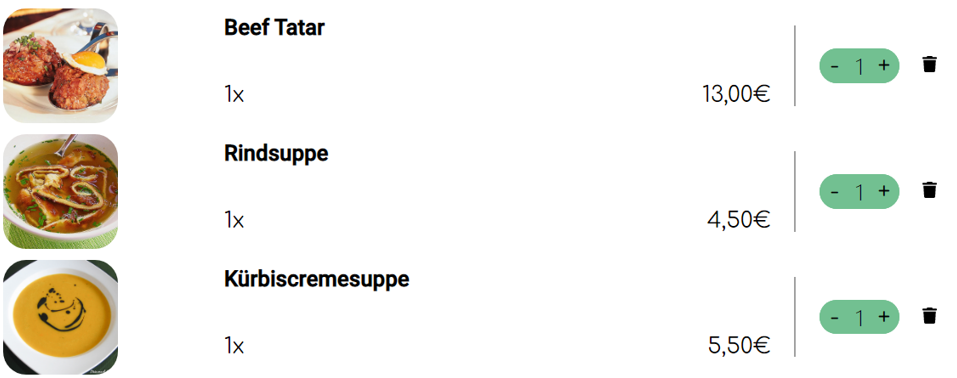 Beef Tatar
1x 13,00€
- 1 +
Rindsuppe
1x 4,50€
- 1 +
Kürbiscremesuppe
1x 5,50€
- 1 +